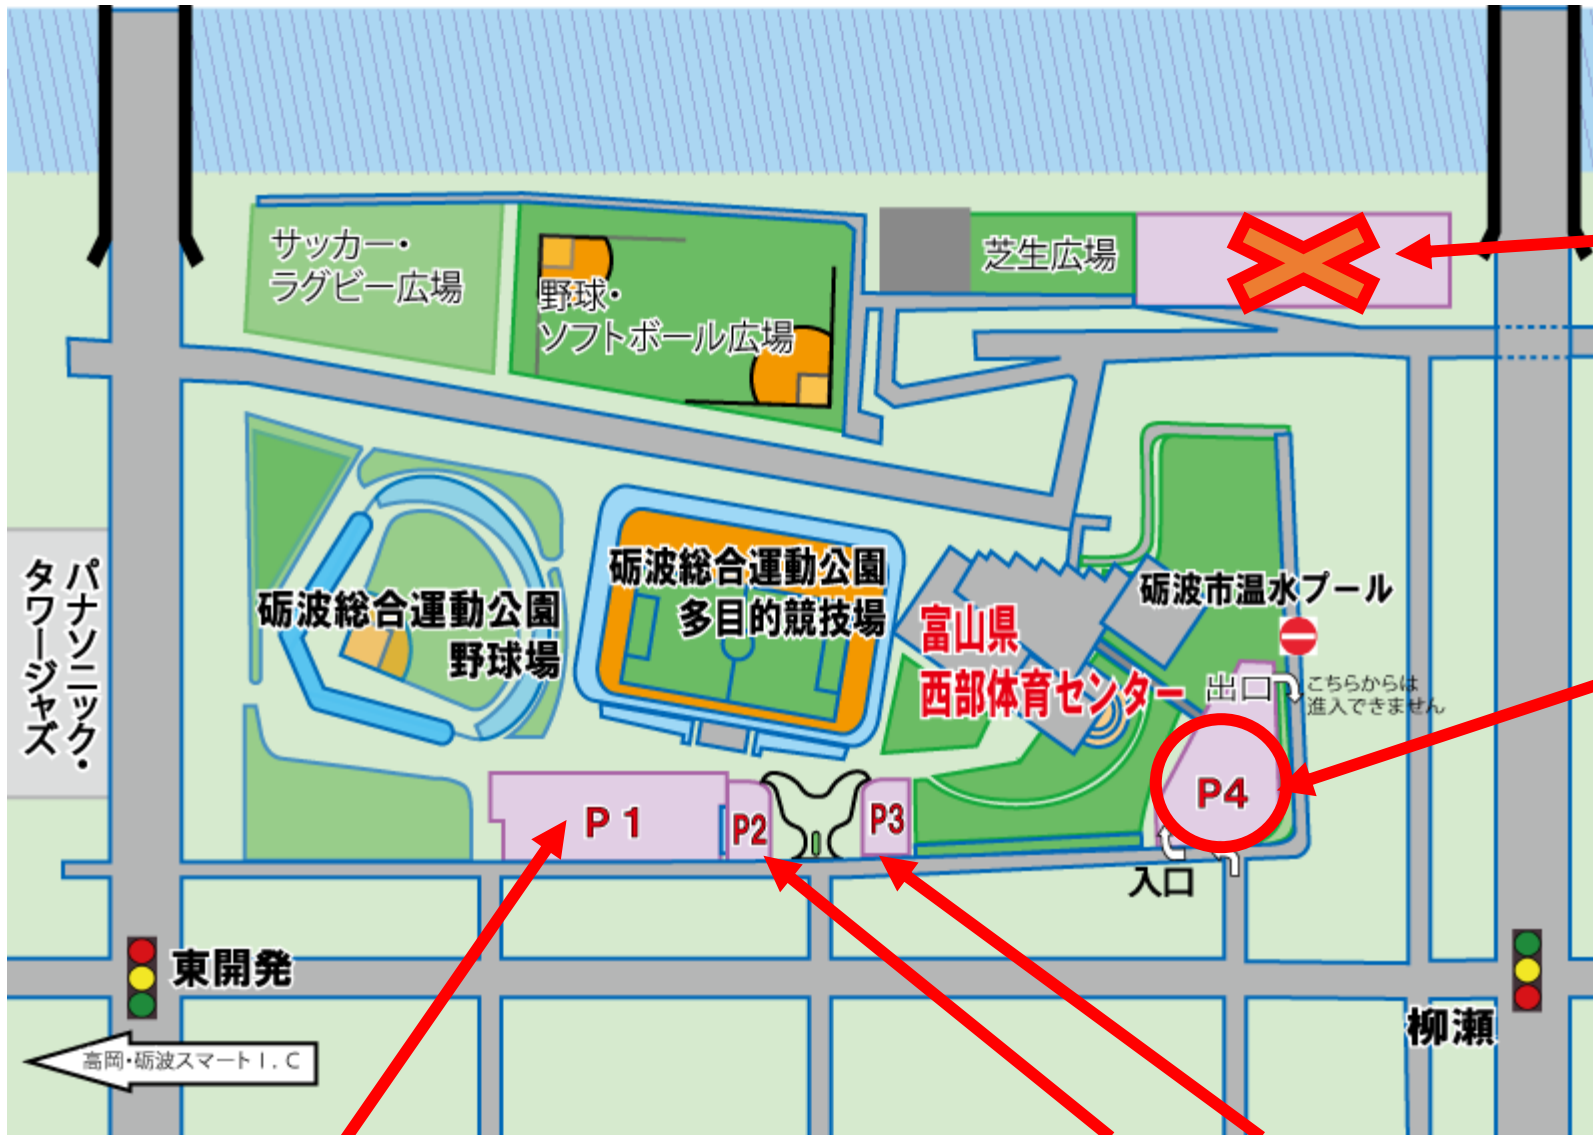 サッカー・
ラグビー広場
野球・
ソフトボール広場
芝生広場
砺波総合運動公園
野球場
砺波総合運動公園
多目的競技場
富山県
西部体育センター
砺波市温水プール
出口
こちらからは
進入できません
パナソニック・
タワージャズ
P 1
P2
P3
P4
入口
東開発
柳瀬
高岡・砺波スマートI.C